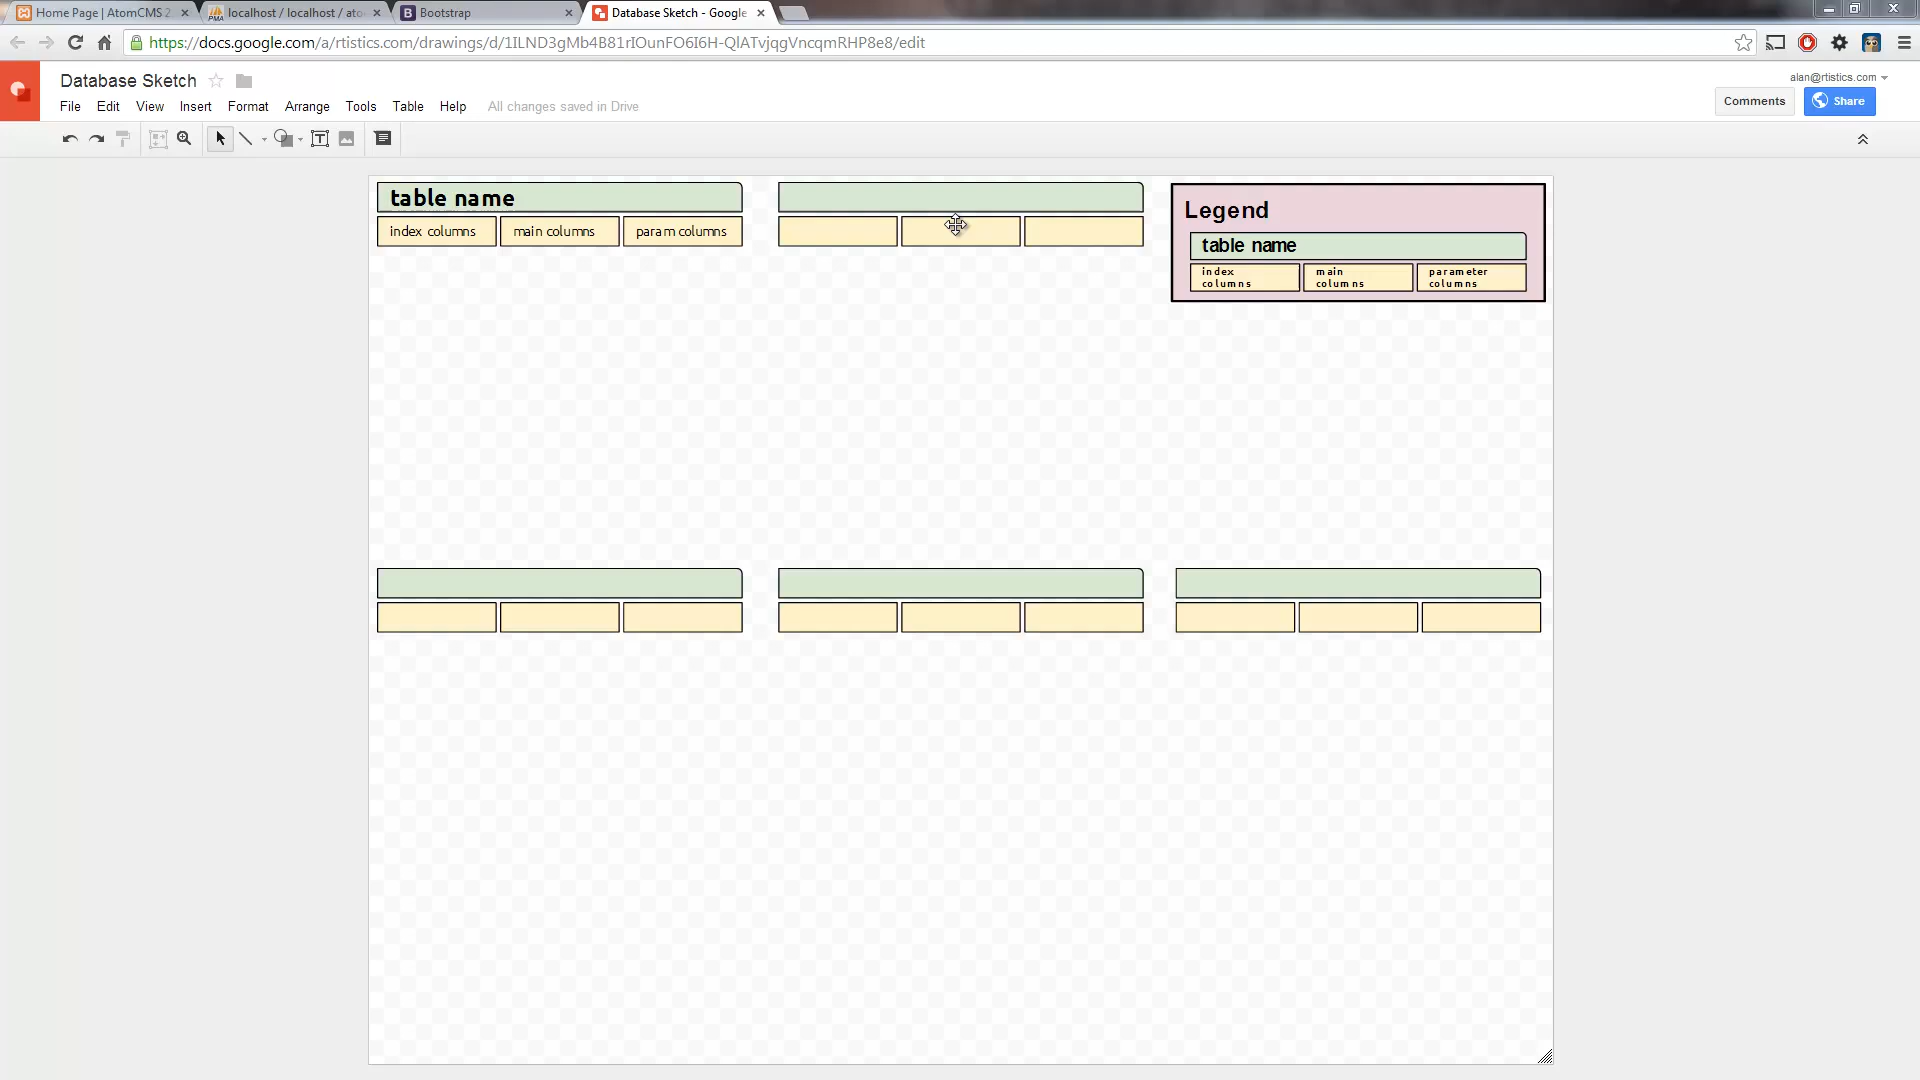 Home Page | AtomCMS 2. localhost / localhost / ato Bootstrap Database Sketch - Google
https://docs.google.com/a/rtistics.com/drawings/d/1ILND3gMb4B81rIOunFO6I6H-QlATvjqgVncqmRHP8e8/edit
Database Sketch
alan@rtistics.com
File Edit View Insert Format Arrange Tools Table Help All changes saved in Drive
Comments Share
table name
index columns main columns param columns
Legend
table name
index columns
main columns
parameter columns